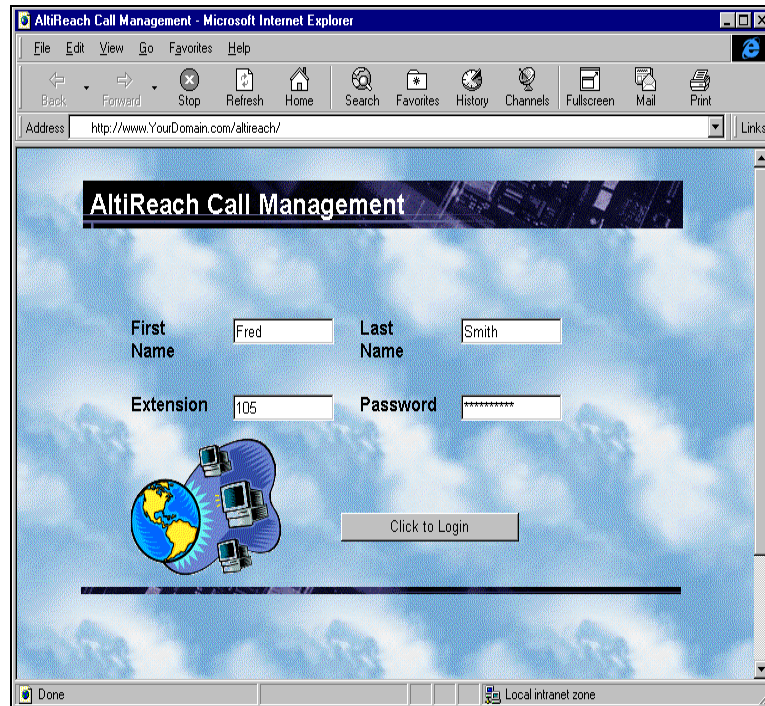 AltiReach Call Management - Microsoft Internet Explorer
File Edit View Go Favorites Help
Back Forward Stop Refresh Home Search Favorites History Channels Fullscreen Mail Print
Address http://www.YourDomain.com/altireach/ Links
AltiReach Call Management
First Name Fred Last Name Smith
Extension 105 Password **********
Click to Login
Done Local intranet zone